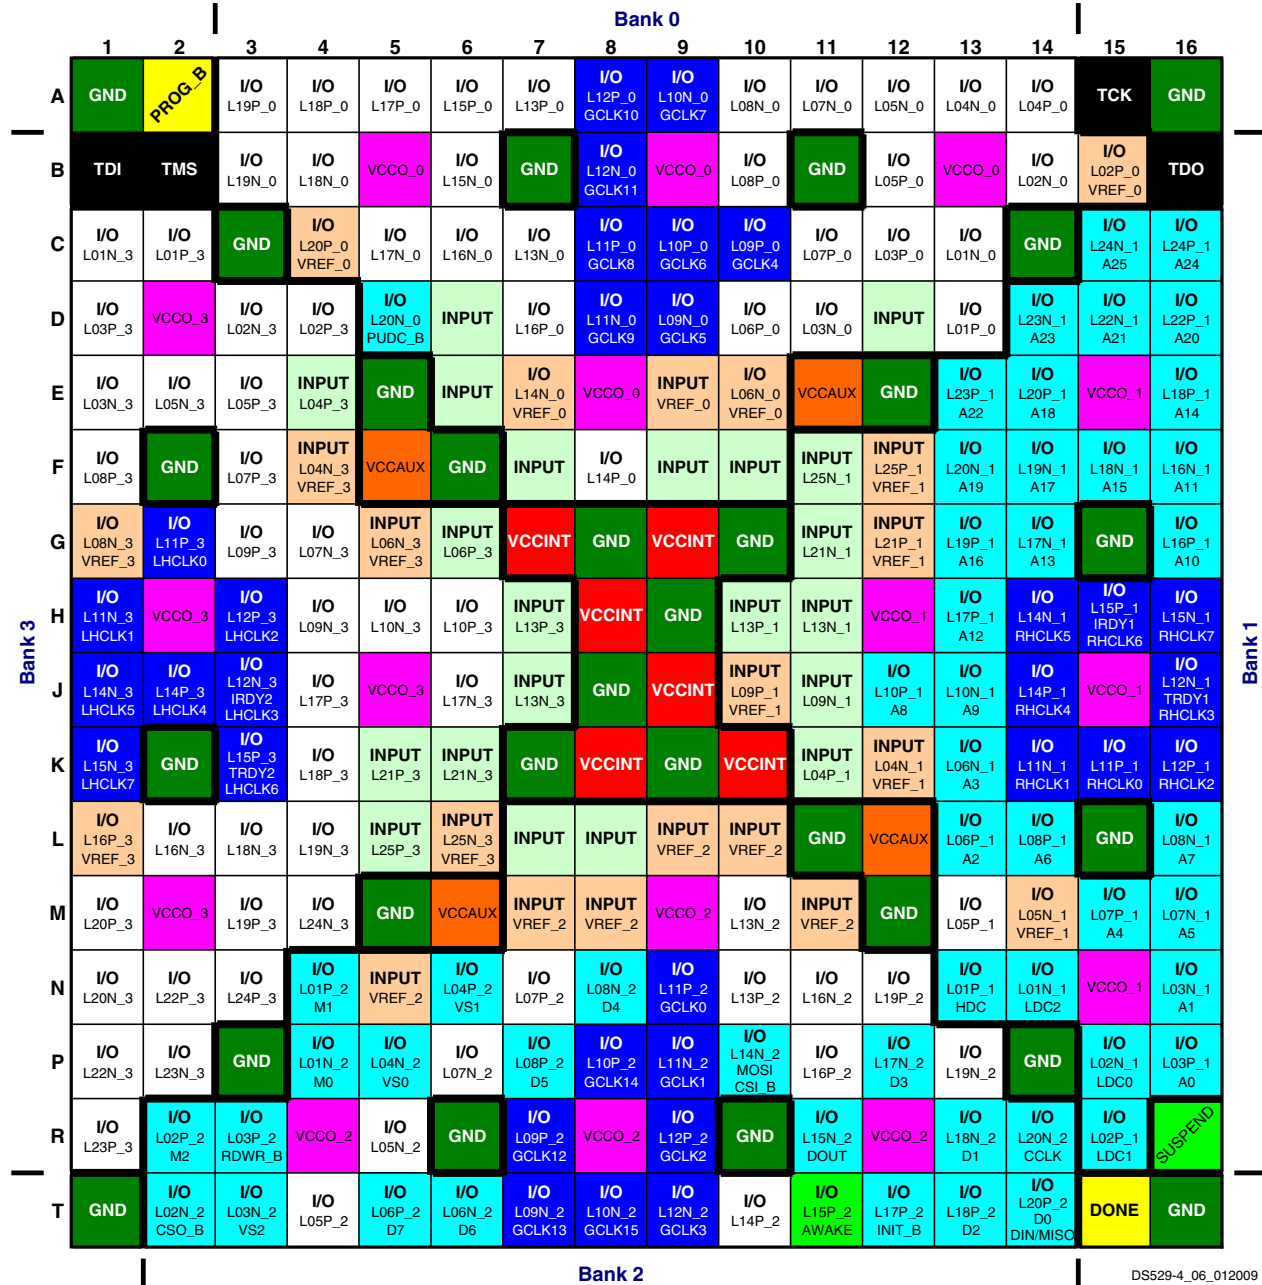 Bank 0
1 2 3 4 5 6 7 8 9 10 11 12 13 14 15 16
A
GND
PROG_B
I/O L19P_0
I/O L18P_0
I/O L17P_0
I/O L15P_0
I/O L13P_0
I/O L12P_0 GCLK10
I/O L10N_0 GCLK7
I/O L08N_0
I/O L07N_0
I/O L05N_0
I/O L04N_0
I/O L04P_0
TCK
GND
B
TDI
TMS
I/O L19N_0
I/O L18N_0
VCCO_0
I/O L15N_0
GND
I/O L12N_0 GCLK11
VCCO_0
I/O L08P_0
GND
I/O L05P_0
VCCO_0
I/O L02N_0
I/O L02P_0 VREF_0
TDO
C
I/O L01N_3
I/O L01P_3
GND
I/O L20P_0 VREF_0
I/O L17N_0
I/O L16N_0
I/O L13N_0
I/O L11P_0 GCLK8
I/O L10P_0 GCLK6
I/O L09P_0 GCLK4
I/O L07P_0
I/O L03P_0
I/O L01N_0
GND
I/O L24N_1 A25
I/O L24P_1 A24
D
I/O L03P_3
VCCO_3
I/O L02N_3
I/O L02P_3
I/O L20N_0 PUDC_B
INPUT
I/O L16P_0
I/O L11N_0 GCLK9
I/O L09N_0 GCLK5
I/O L06P_0
I/O L03N_0
INPUT
I/O L01P_0
I/O L23N_1 A23
I/O L22N_1 A21
I/O L22P_1 A20
E
I/O L03N_3
I/O L05N_3
I/O L05P_3
INPUT L04P_3
GND
INPUT
I/O L14N_0 VREF_0
VCCO_0
INPUT VREF_0
I/O L06N_0 VREF_0
VCCAUX
GND
I/O L23P_1 A22
I/O L20P_1 A18
VCCO_1
I/O L18P_1 A14
F
I/O L08P_3
GND
I/O L07P_3
INPUT L04N_3 VREF_3
VCCAUX
GND
INPUT
I/O L14P_0
INPUT
INPUT
INPUT L25N_1
INPUT L25P_1 VREF_1
I/O L20N_1 A19
I/O L19N_1 A17
I/O L18N_1 A15
I/O L16N_1 A11
G
I/O L08N_3 VREF_3
I/O L11P_3 LHCLK0
I/O L09P_3
I/O L07N_3
INPUT L06N_3 VREF_3
INPUT L06P_3
VCCINT
GND
VCCINT
GND
INPUT L21N_1
INPUT L21P_1 VREF_1
I/O L19P_1 A16
I/O L17N_1 A13
GND
I/O L16P_1 A10
Bank 3
H
I/O L11N_3 LHCLK1
VCCO_3
I/O L12P_3 LHCLK2
I/O L09N_3
I/O L10N_3
I/O L10P_3
INPUT L13P_3
VCCINT
GND
INPUT L13P_1
INPUT L13N_1
VCCO_1
I/O L17P_1 A12
I/O L14N_1 RHCLK5
I/O L15P_1 IRDY1 RHCLK6
I/O L15N_1 RHCLK7
Bank 1
J
I/O L14N_3 LHCLK5
I/O L14P_3 LHCLK4
I/O L12N_3 IRDY2 LHCLK3
I/O L17P_3
VCCO_3
I/O L17N_3
INPUT L13N_3
GND
VCCINT
INPUT L09P_1 VREF_1
INPUT L09N_1
I/O L10P_1 A8
I/O L10N_1 A9
I/O L14P_1 RHCLK4
VCCO_1
I/O L12N_1 TRDY1 RHCLK3
K
I/O L15N_3 LHCLK7
GND
I/O L15P_3 TRDY2 LHCLK6
I/O L18P_3
INPUT L21P_3
INPUT L21N_3
GND
VCCINT
GND
VCCINT
INPUT L04P_1
INPUT L04N_1 VREF_1
I/O L06N_1 A3
I/O L11N_1 RHCLK1
I/O L11P_1 RHCLK0
I/O L12P_1 RHCLK2
L
I/O L16P_3 VREF_3
I/O L16N_3
I/O L18N_3
I/O L19N_3
INPUT L25P_3
INPUT L25N_3 VREF_3
INPUT
INPUT
INPUT VREF_2
INPUT VREF_2
GND
VCCAUX
I/O L06P_1 A2
I/O L08P_1 A6
GND
I/O L08N_1 A7
M
I/O L20P_3
VCCO_3
I/O L19P_3
I/O L24N_3
GND
VCCAUX
INPUT VREF_2
INPUT VREF_2
VCCO_2
I/O L13N_2
INPUT VREF_2
GND
I/O L05P_1
I/O L05N_1 VREF_1
I/O L07P_1 A4
I/O L07N_1 A5
N
I/O L20N_3
I/O L22P_3
I/O L24P_3
I/O L01P_2 M1
INPUT VREF_2
I/O L04P_2 VS1
I/O L07P_2
I/O L08N_2 D4
I/O L11P_2 GCLK0
I/O L13P_2
I/O L16N_2
I/O L19P_2
I/O L01P_1 HDC
I/O L01N_1 LDC2
VCCO_1
I/O L03N_1 A1
P
I/O L22N_3
I/O L23N_3
GND
I/O L01N_2 M0
I/O L04N_2 VS0
I/O L07N_2
I/O L08P_2 D5
I/O L10P_2 GCLK14
I/O L11N_2 GCLK1
I/O L14N_2 MOSI CSI_B
I/O L16P_2
I/O L17N_2 D3
I/O L19N_2
GND
I/O L02N_1 LDC0
I/O L03P_1 A0
R
I/O L23P_3
I/O L02P_2 M2
I/O L03P_2 RDWR_B
VCCO_2
I/O L05N_2
GND
I/O L09P_2 GCLK12
VCCO_2
I/O L12P_2 GCLK2
GND
I/O L15N_2 DOUT
VCCO_2
I/O L18N_2 D1
I/O L20N_2 CCLK
I/O L02P_1 LDC1
SUSPEND
T
GND
I/O L02N_2 CSO_B
I/O L03N_2 VS2
I/O L05P_2
I/O L06P_2 D7
I/O L06N_2 D6
I/O L09N_2 GCLK13
I/O L10N_2 GCLK15
I/O L12N_2 GCLK3
I/O L14P_2
I/O L15P_2 AWAKE
I/O L17P_2 INIT_B
I/O L18P_2 D2
I/O L20P_2 D0 DIN/MISO
DONE
GND
Bank 2
DS529-4_06_012009